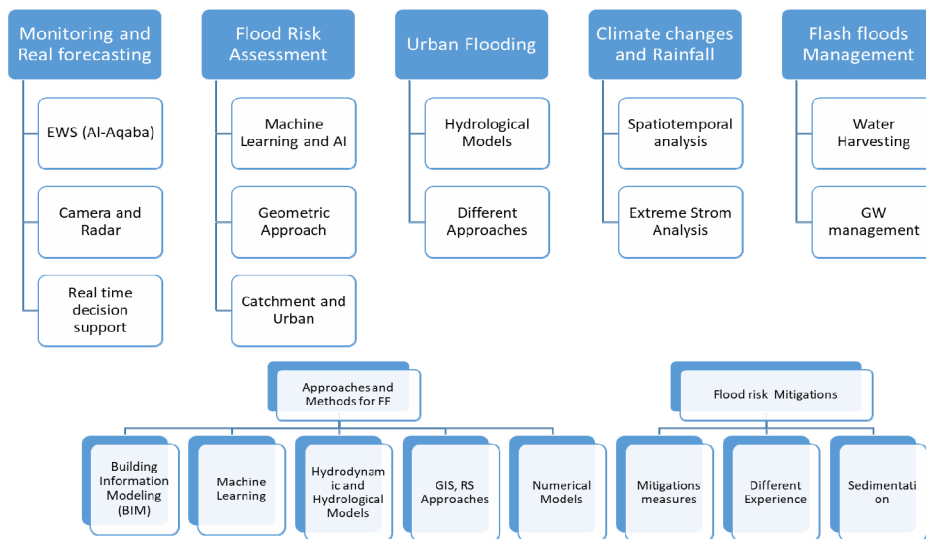 Monitoring and
Real forecasting
EWS (Al-Aqaba)
Camera and
Radar
Real time
decision
support
Flood Risk
Assessment
Machine
Learning and AI
Geometric
Approach
Catchment and
Urban
Urban Flooding
Hydrological
Models
Different
Approaches
Climate changes
and Rainfall
Spatiotemporal
analysis
Extreme Strom
Analysis
Flash floods
Management
Water
Harvesting
GW
management
Approaches and
Methods for FF
Building
Information
Modeling
(BIM)
Machine
Learning
Hydrodynam
ic and
Hydrological
Models
GIS, RS
Approaches
Numerical
Models
Flood risk Mitigations
Mitigations
measures
Different
Experience
Sedimentati
on